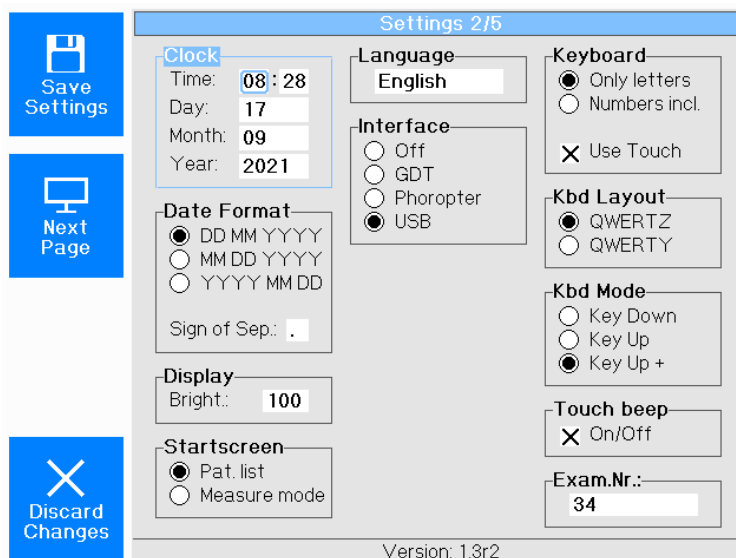 Settings 2/5
Save
Settings
Next
Page
Discard
Changes
Clock
Time: 08 : 28
Day: 17
Month: 09
Year: 2021
Date Format
DD MM YYYY
MM DD YYYY
YYYY MM DD
Sign of Sep.: .
Display
Bright.: 100
Startscreen
Pat. list
Measure mode
Language
English
Interface
Off
GDT
Phoropter
USB
Keyboard
Only letters
Numbers incl.
Use Touch
Kbd Layout
QWERTZ
QWERTY
Kbd Mode
Key Down
Key Up
Key Up +
Touch beep
On/Off
Exam.Nr.:
34
Version: 1.3r2